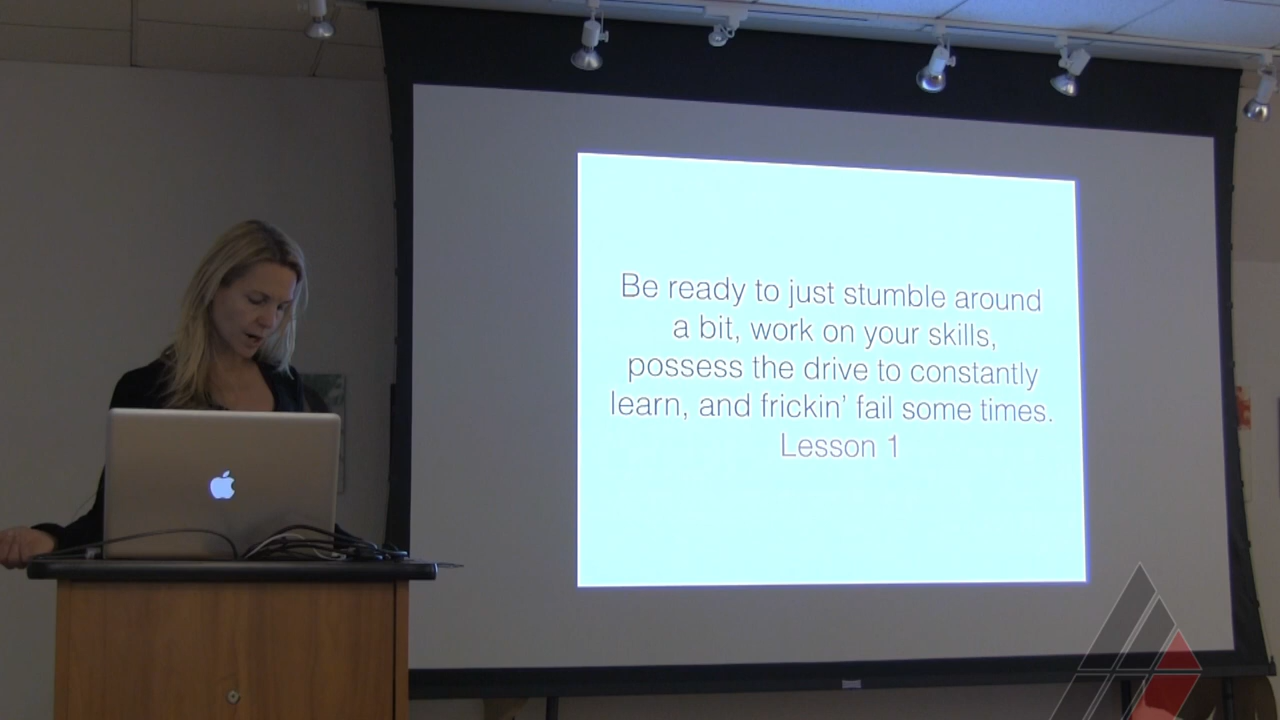 Be ready to just stumble around
a bit, work on your skills,
possess the drive to constantly
learn, and frickin’ fail some times.
Lesson 1